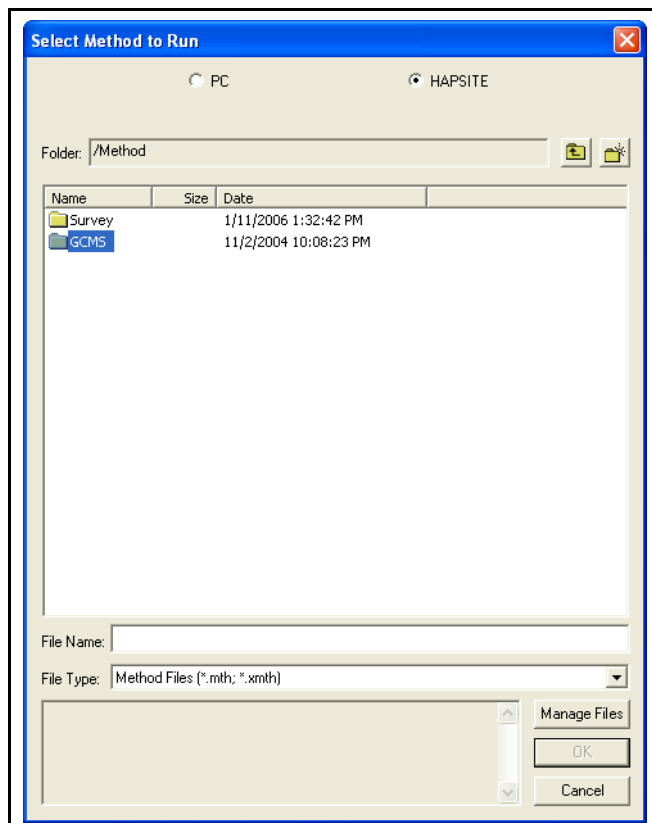 Select Method to Run
PC HAPSITE
Folder: /Method
Name Size Date
Survey 1/11/2006 1:32:42 PM
GCMS 11/2/2004 10:08:23 PM
File Name:
File Type: Method Files (*.mth; *.xmth)
Manage Files
OK
Cancel